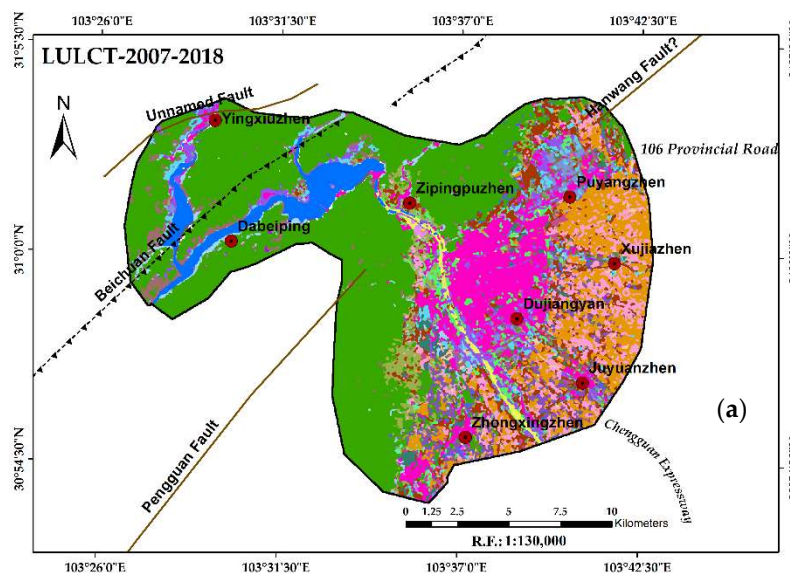 103°26'0"E 103°31'30"E 103°37'0"E 103°42'30"E
31°5'30"N
LULCT-2007-2018
N
Unnamed Fault
Hanwang Fault?
Yingxiuzhen
106 Provincial Road
Zipingpuzhen
Puyangzhen
31°0'0"N
Dabeiping
Xujiazhen
Beichuan Fault
Dujiangyan
Juyuanzhen
(a)
Zhongxingzhen
Chengguan Expressway
Pengguan Fault
30°54'30"N
0 1.25 2.5 5 7.5 10
Kilometers
R.F.: 1:130,000
103°26'0"E 103°31'30"E 103°37'0"E 103°42'30"E